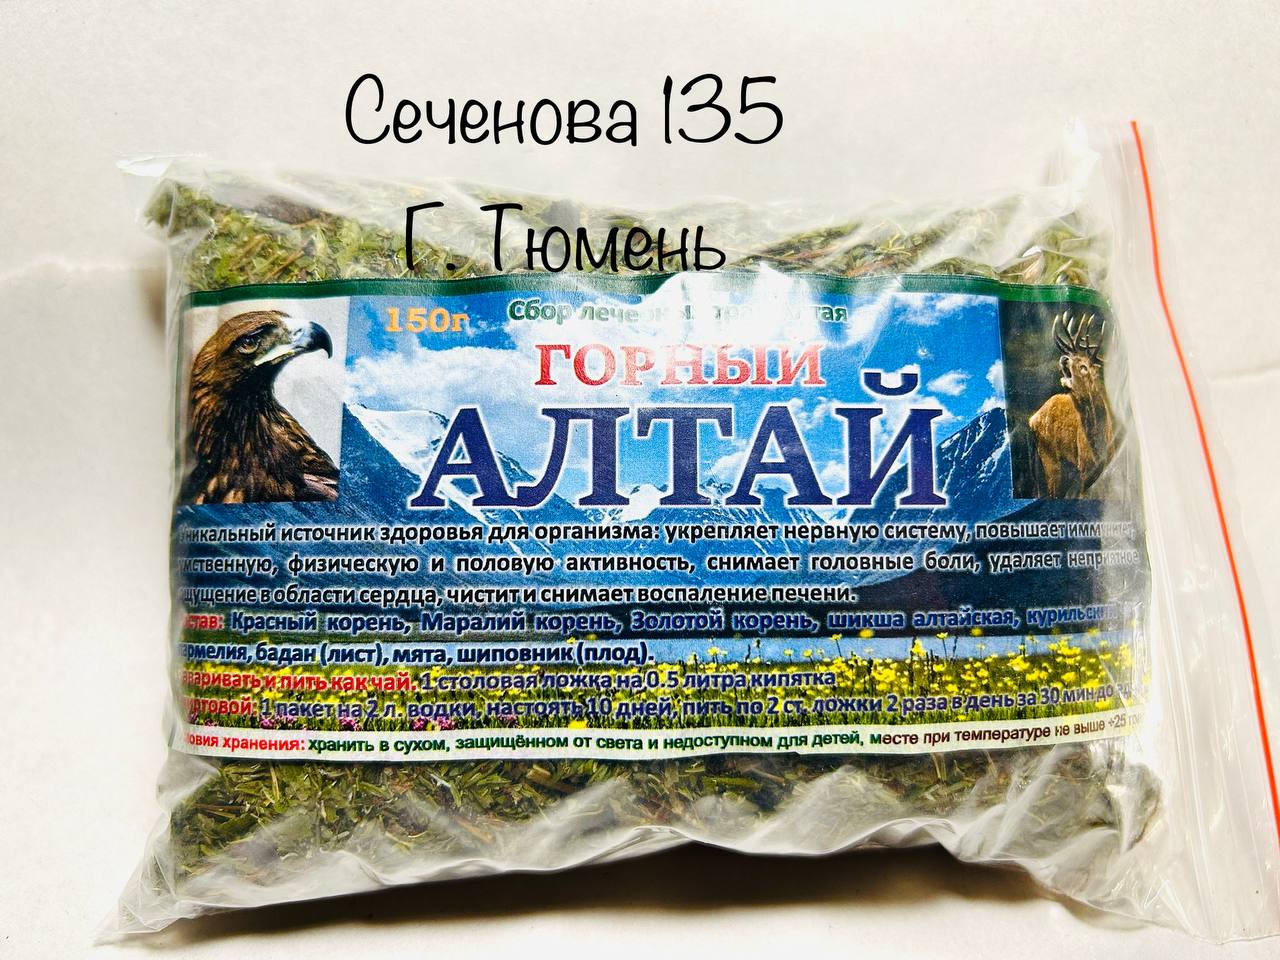 Сеченова 135
Г. Тюмень
150г
Сбор
ГОРНЫЙ
АЛТАЙ
источник здоровья для организма: укрепляет нервную систему, повышает
физическую и половую активность, снимает головные боли, удаляет
в области сердца, чистит и снимает воспаление печени.
Красный корень, Маралий корень, Золотой корень, шикша алтайская,
бадан (лист), мята, шиповник (плод).
и пить как чай. 1 столовая ложка на 0.5 литра кипятка
1 пакет на 2 л. водки, настоять 10 дней, пить по 2 ст. ложки 2 раза в день за 30 мин до
хранения: хранить в сухом, защищённом от света и недоступном для детей, месте при температуре не выше +25